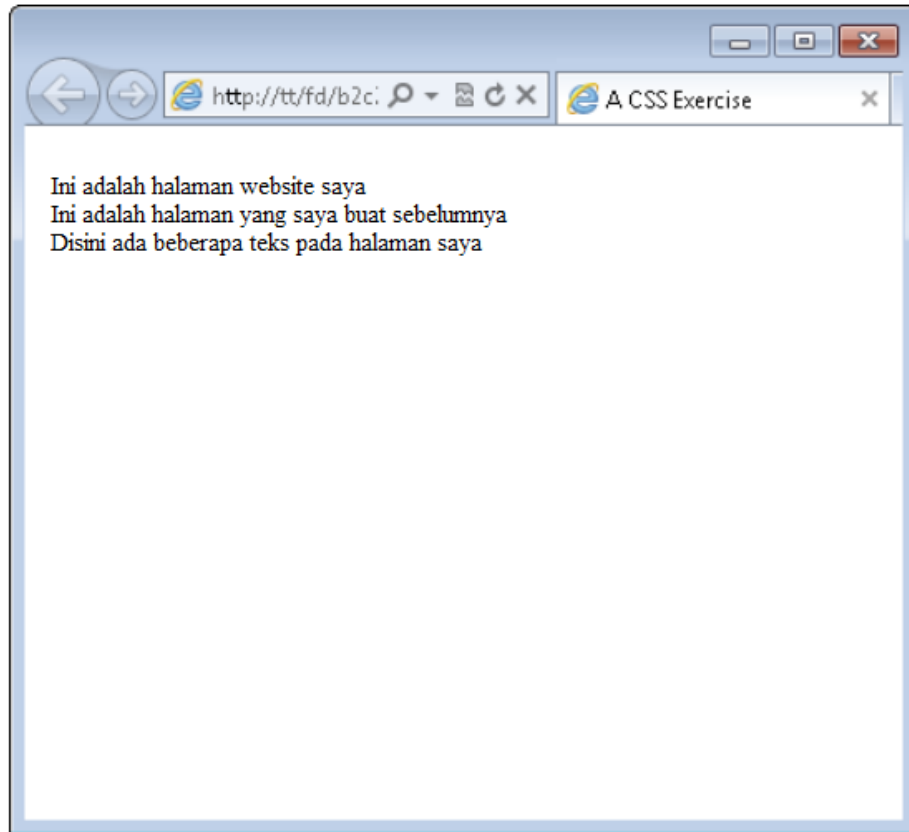 http://tt/fd/b2c
A CSS Exercise
Ini adalah halaman website saya
Ini adalah halaman yang saya buat sebelumnya
Disini ada beberapa teks pada halaman saya